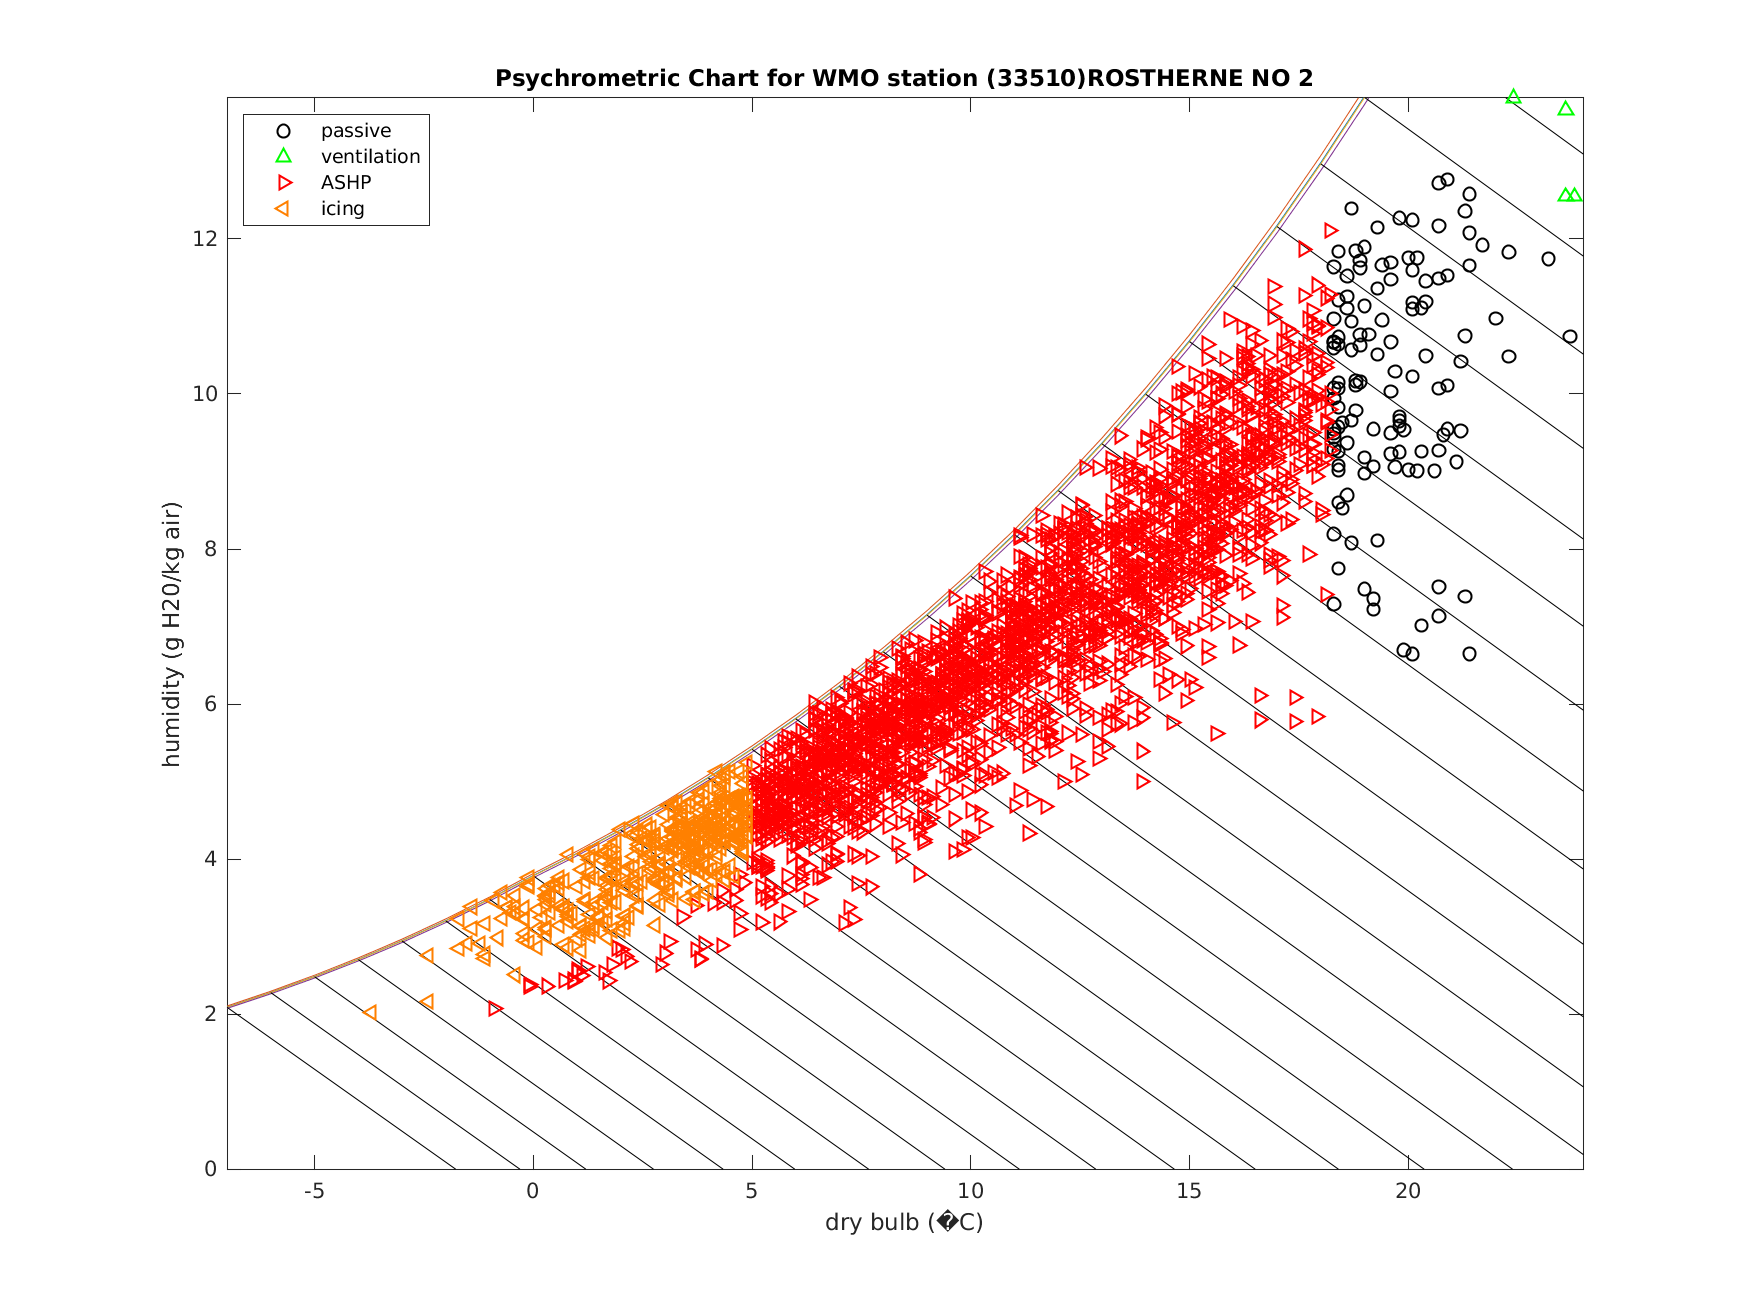 Psychrometric Chart for WMO station (33510)ROSTHERNE NO 2
passive
ventilation
ASHP
icing
humidity (g H20/kg air)
12
10
8
6
4
2
0
-5 0 5 10 15 20
dry bulb (�C)